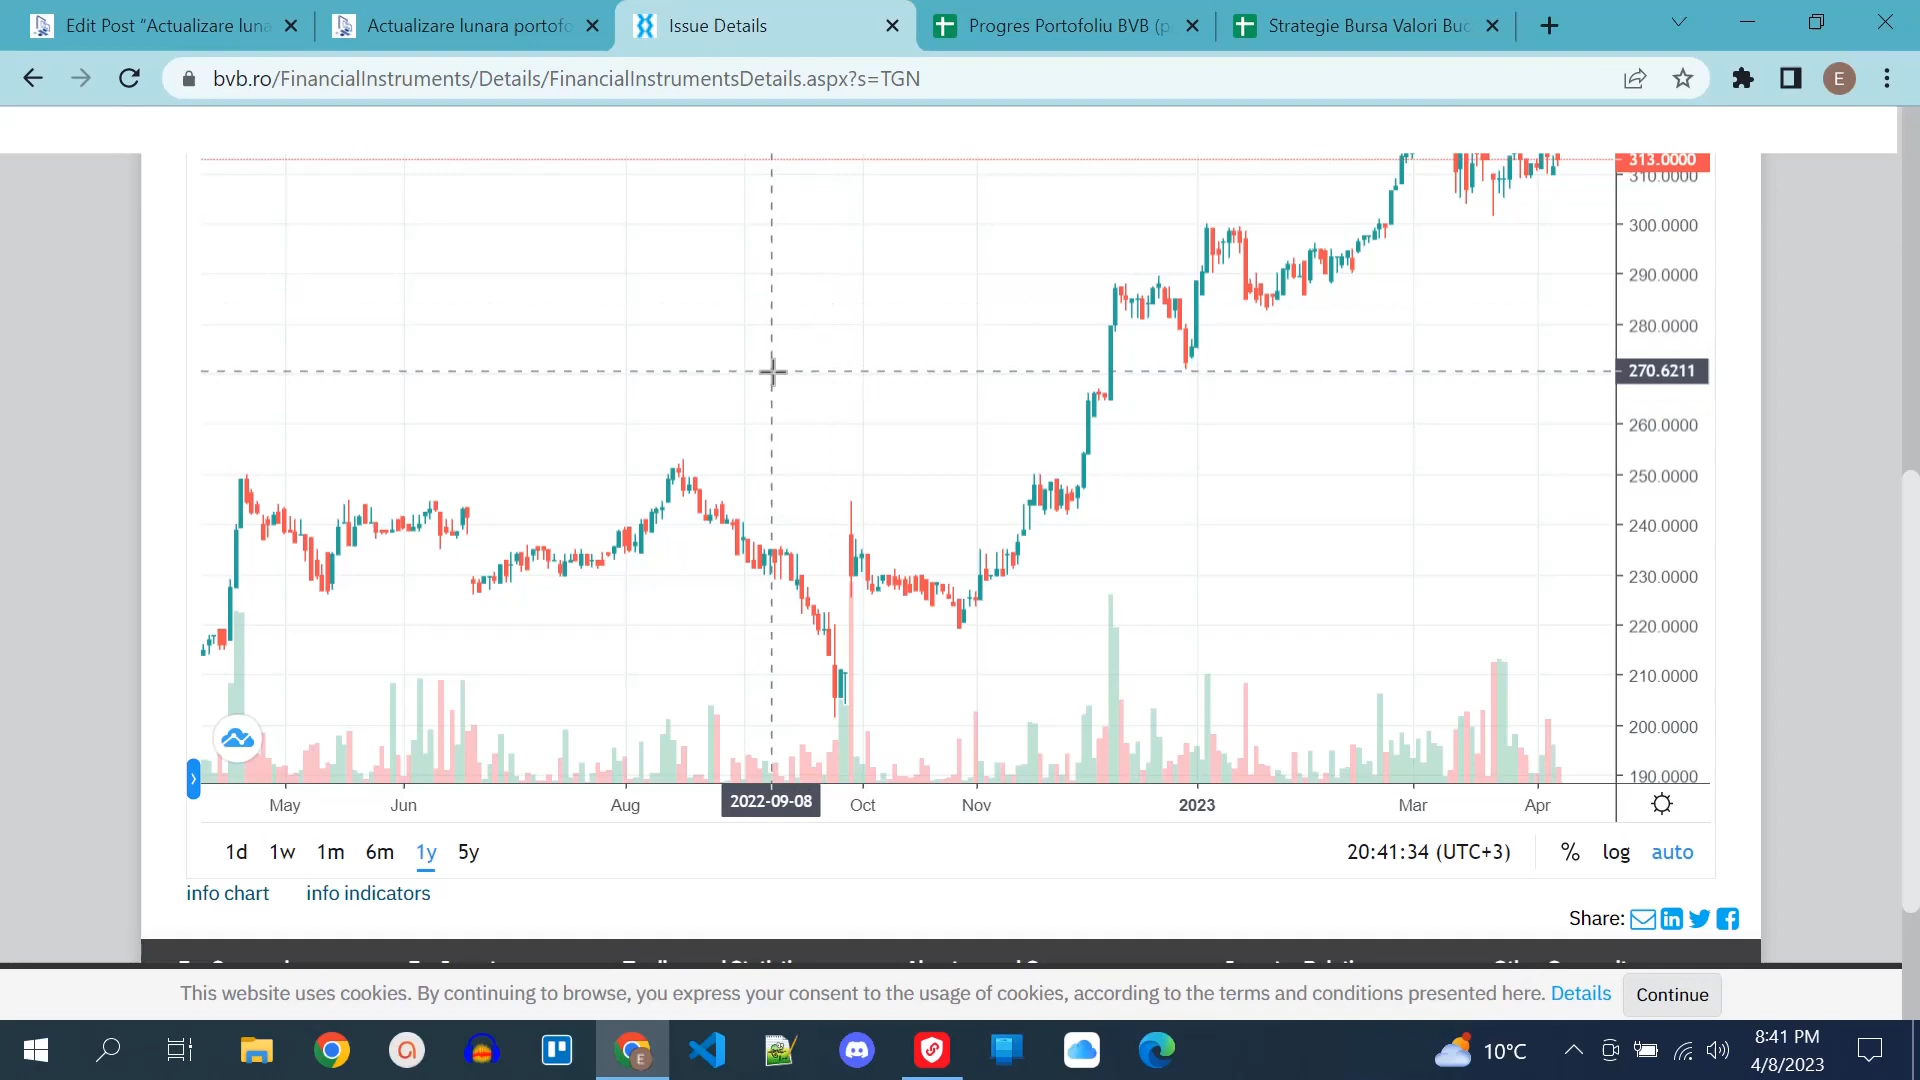 Edit Post “Actualizare luna
Actualizare lunara portofo
Issue Details
Progres Portofoliu BVB (p
Strategie Bursa Valori Buc
bvb.ro/FinancialInstruments/Details/FinancialInstrumentsDetails.aspx?s=TGN
E
313.0000
310.0000
300.0000
290.0000
280.0000
270.6211
260.0000
250.0000
240.0000
230.0000
220.0000
210.0000
200.0000
190.0000
May
Jun
Aug
2022-09-08
Oct
Nov
2023
Mar
Apr
1d 1w 1m 6m 1y 5y
20:41:34 (UTC+3)
% log auto
info chart info indicators
Share:
This website uses cookies. By continuing to browse, you express your consent to the usage of cookies, according to the terms and conditions presented here. Details
Continue
E
10°C
8:41 PM
4/8/2023